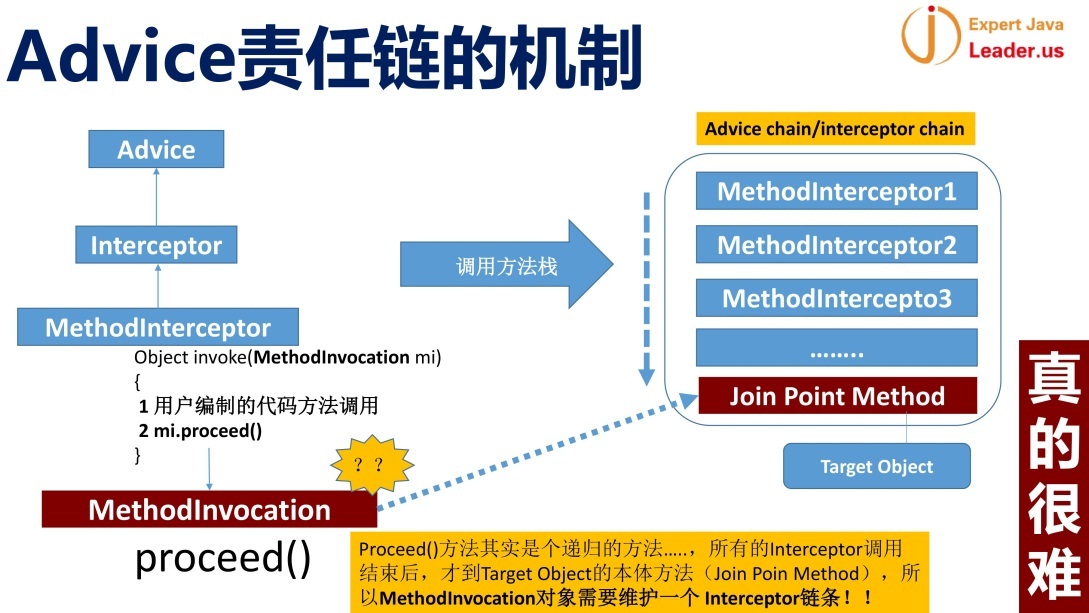 Advice责任链的机制
Expert Java
Leader.us
Advice
Interceptor
MethodInterceptor
Object invoke(MethodInvocation mi)
{
1 用户编制的代码方法调用
2 mi.proceed()
}
？？
MethodInvocation
proceed()
调用方法栈
Advice chain/interceptor chain
MethodInterceptor1
MethodInterceptor2
MethodIntercepto3
……..
Join Point Method
Target Object
Proceed()方法其实是个递归的方法…..，所有的Interceptor调用
结束后，才到Target Object的本体方法（Join Poin Method），所
以MethodInvocation对象需要维护一个 Interceptor链条！！
真
的
很
难